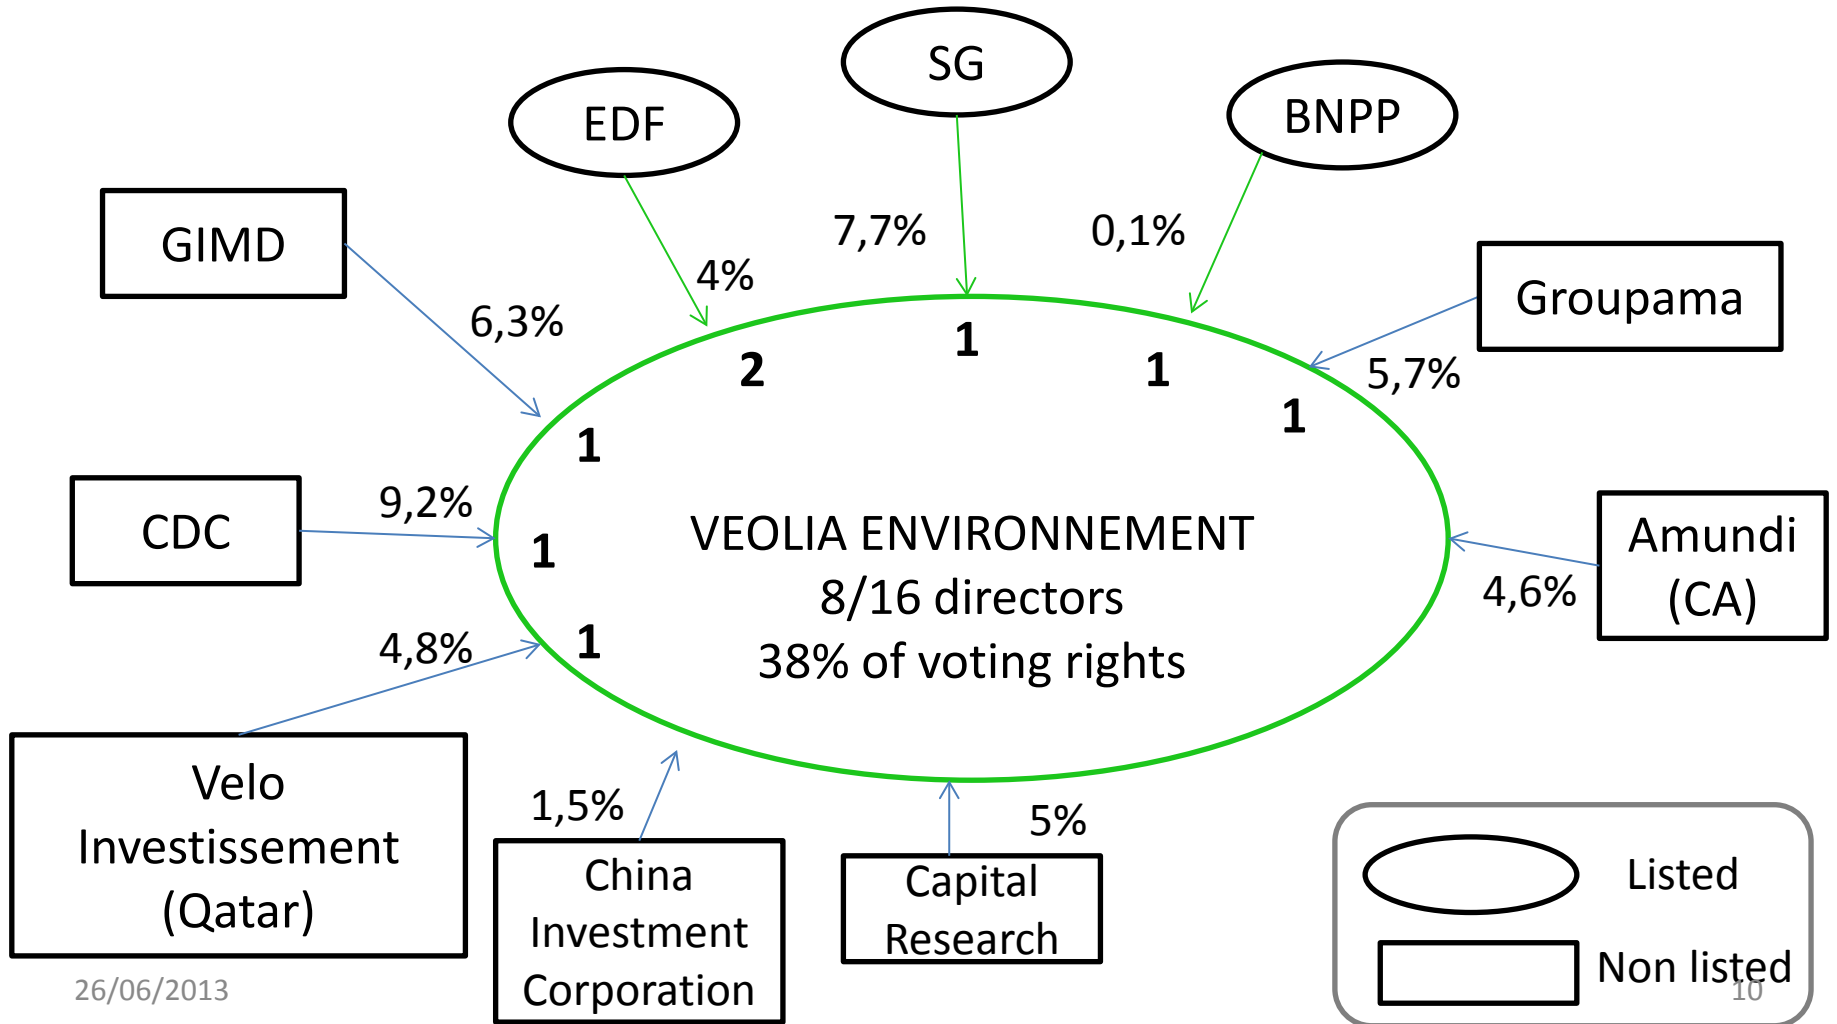 SG
EDF
BNPP
GIMD
7,7%
0,1%
4%
Groupama
6,3%
1
2
1
5,7%
1
1
CDC
9,2%
1
VEOLIA ENVIRONNEMENT
8/16 directors
38% of voting rights
Amundi
(CA)
4,6%
4,8%
1
Velo
Investissement
(Qatar)
1,5%
China
Investment
Corporation
5%
Capital
Research
Listed
Non listed
26/06/2013
10